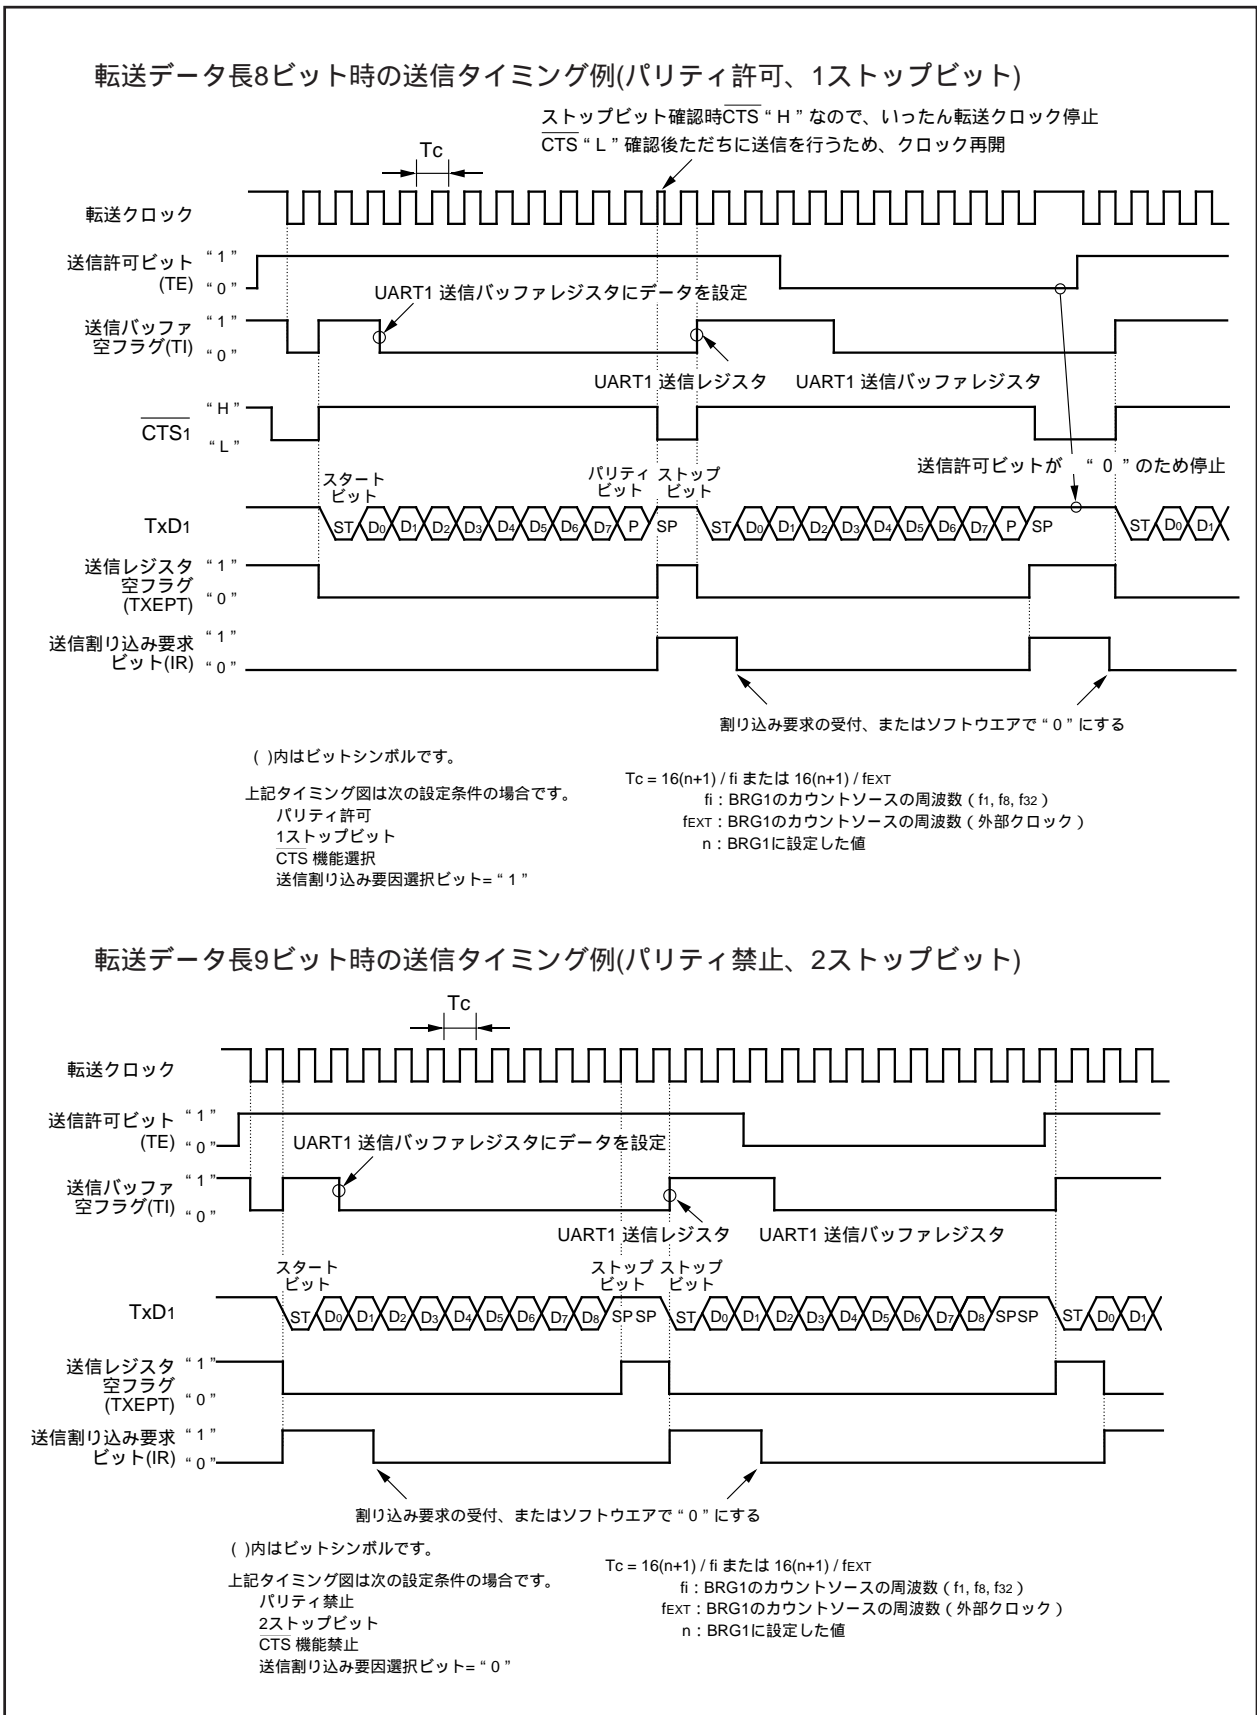 転送データ長8ビット時の送信タイミング例(パリティ許可、1ストップビット)
ストップビット確認時CTS “ H ” なので、いったん転送クロック停止
CTS “ L ” 確認後ただちに送信を行うため、クロック再開
Tc
転送クロック
送信許可ビット
(TE)
“ 1 ”
“ 0 ”
UART1 送信バッファレジスタにデータを設定
送信バッファ
空フラグ(TI)
“ 1 ”
“ 0 ”
UART1 送信レジスタ UART1 送信バッファレジスタ
CTS1
“ H ”
“ L ”
送信許可ビットが “ 0 ” のため停止
スタート
ビット
パリティ
ビット
ストップ
ビット
TxD1
ST D0 D1 D2 D3 D4 D5 D6 D7 P SP ST D0 D1 D2 D3 D4 D5 D6 D7 P SP ST D0 D1
送信レジスタ
空フラグ
(TXEPT)
“ 1 ”
“ 0 ”
送信割り込み要求
ビット(IR)
“ 1 ”
“ 0 ”
割り込み要求の受付、またはソフトウエアで “ 0 ” にする
( )内はビットシンボルです。
上記タイミング図は次の設定条件の場合です。
パリティ許可
1ストップビット
CTS 機能選択
送信割り込み要因選択ビット= “ 1 ”
Tc = 16(n+1) / fi または 16(n+1) / fEXT
fi : BRG1のカウントソースの周波数 ( f1, f8, f32 )
fEXT : BRG1のカウントソースの周波数 ( 外部クロック )
n : BRG1に設定した値
転送データ長9ビット時の送信タイミング例(パリティ禁止、2ストップビット)
Tc
転送クロック
送信許可ビット
(TE)
“ 1 ”
“ 0 ”
UART1 送信バッファレジスタにデータを設定
送信バッファ
空フラグ(TI)
“ 1 ”
“ 0 ”
UART1 送信レジスタ UART1 送信バッファレジスタ
スタート
ビット
ストップ
ビット
ストップ
ビット
TxD1
ST D0 D1 D2 D3 D4 D5 D6 D7 D8 SP SP ST D0 D1 D2 D3 D4 D5 D6 D7 D8 SPSP ST D0 D1
送信レジスタ
空フラグ
(TXEPT)
“ 1 ”
“ 0 ”
送信割り込み要求
ビット(IR)
“ 1 ”
“ 0 ”
割り込み要求の受付、またはソフトウエアで “ 0 ” にする
( )内はビットシンボルです。
上記タイミング図は次の設定条件の場合です。
パリティ禁止
2ストップビット
CTS 機能禁止
送信割り込み要因選択ビット= “ 0 ”
Tc = 16(n+1) / fi または 16(n+1) / fEXT
fi : BRG1のカウントソースの周波数 ( f1, f8, f32 )
fEXT : BRG1のカウントソースの周波数 ( 外部クロック )
n : BRG1に設定した値